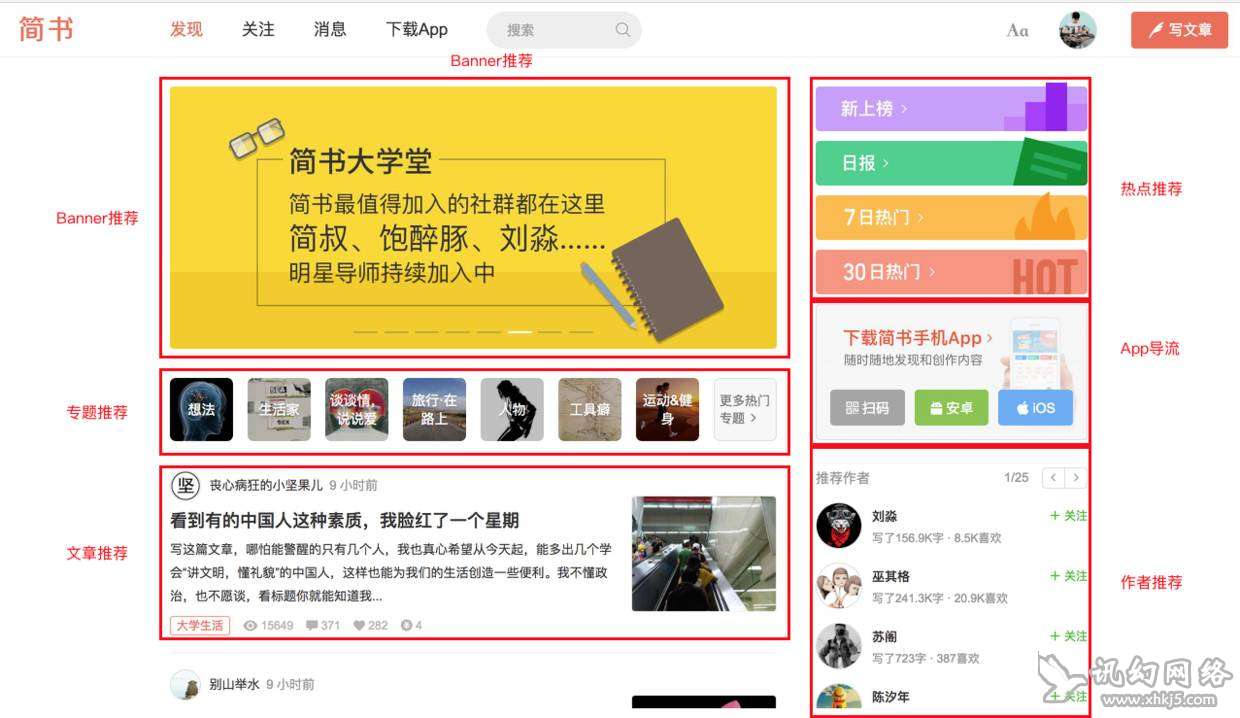 简书
发现 关注 消息 下载App 搜索 Aa 写文章
Banner推荐
Banner推荐
简书大学堂
简书最值得加入的社群都在这里
简叔、饱醉豚、刘淼......
明星导师持续加入中
新上榜 >
日报 >
7日热门 >
30日热门 >
HOT
热点推荐
下载简书手机App >
随时随地发现和创作内容
扫码 安卓 iOS
App导流
专题推荐
想法
生活家
SEA
SEX
谈谈情,
说说爱
旅行·在
路上
人物
工具癖
运动&健
身
更多热门
专题 >
文章推荐
坚
丧心病狂的小坚果儿 9 小时前
看到有的中国人这种素质，我脸红了一个星期
写这篇文章，哪怕能警醒的只有几个人，我也真心希望从今天起，能多出几个学
会“讲文明，懂礼貌”的中国人，这样也能为我们的生活创造一些便利。我不懂政
治，也不愿谈，看标题你就能知道我...
大学生活 15649 371 282 4
别山举水 9 小时前
推荐作者 1/25 < >
刘淼 + 关注
写了156.9K字 · 8.5K喜欢
巫其格 + 关注
写了241.3K字 · 20.9K喜欢
作者推荐
苏阁 + 关注
写了723字 · 387喜欢
陈汐年 + 关注
讯幻网络
www.xhkj5.com